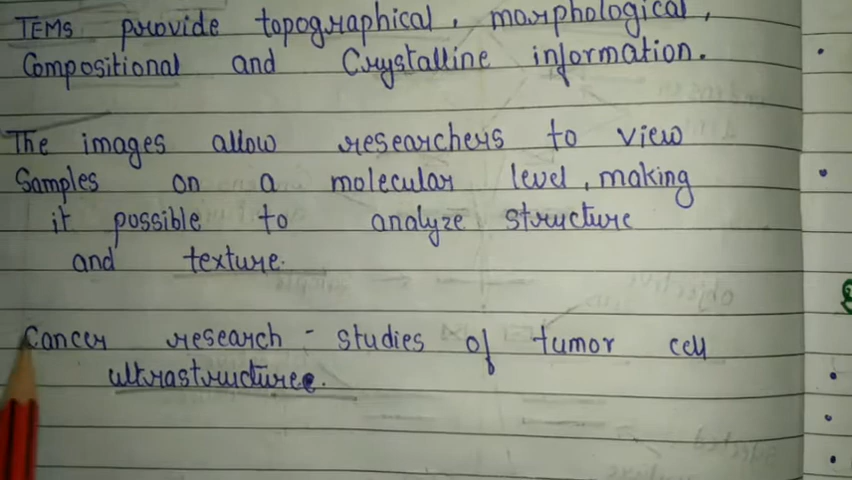 TEMs provide topographical, morphological,
Compositional and Crystalline information.
The images allow researchers to view
Samples on a molecular level, making
it possible to analyze structure
and texture.
Cancer research - studies of tumor cell
ultrastructure.